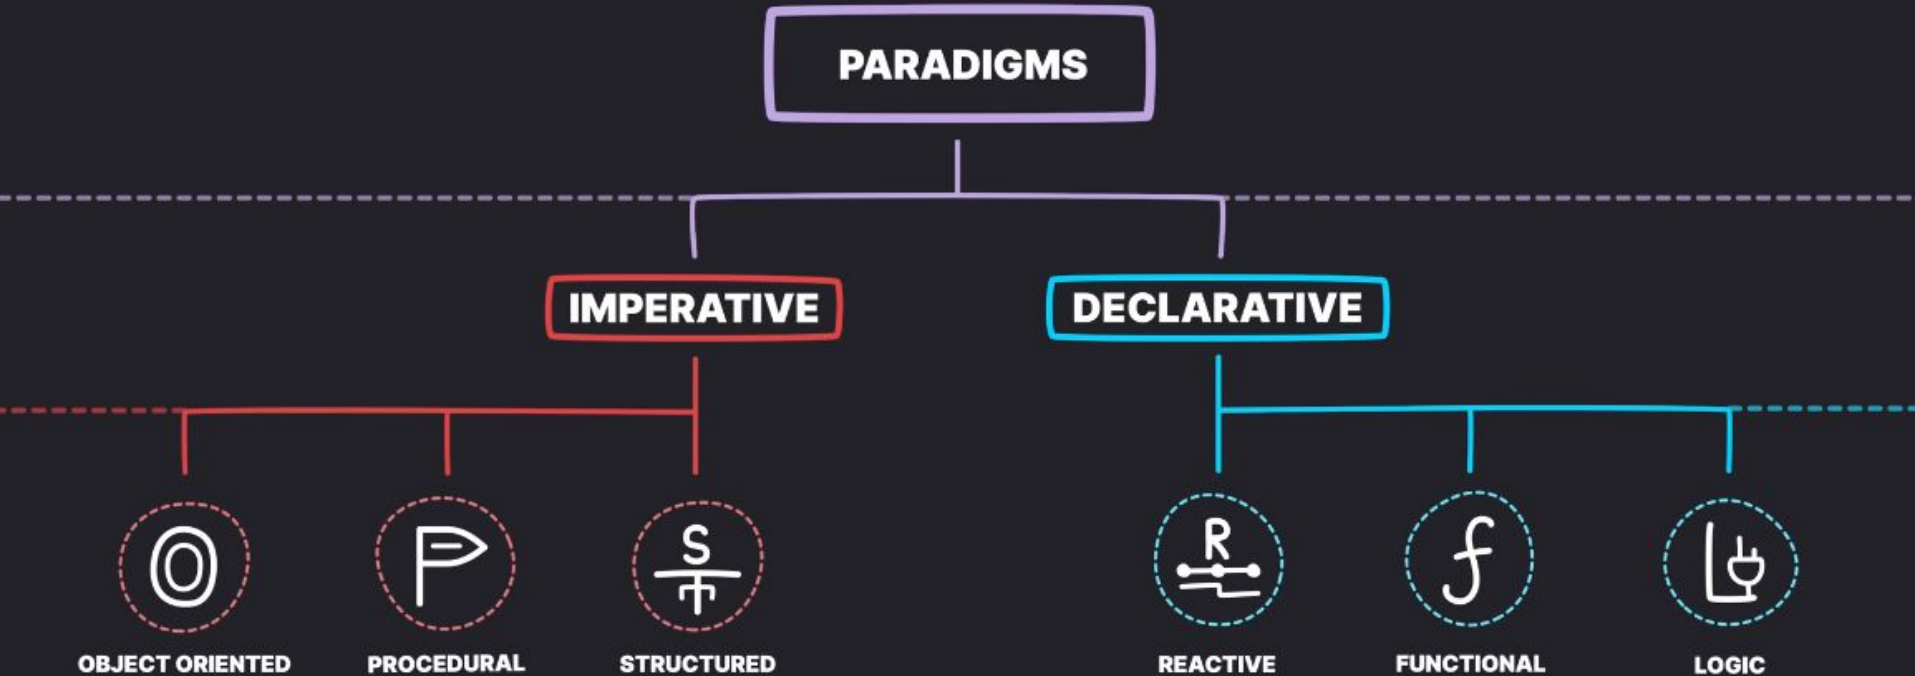 PARADIGMS
IMPERATIVE
DECLARATIVE
O
P
S
R
f
L
OBJECT ORIENTED
PROCEDURAL
STRUCTURED
REACTIVE
FUNCTIONAL
LOGIC